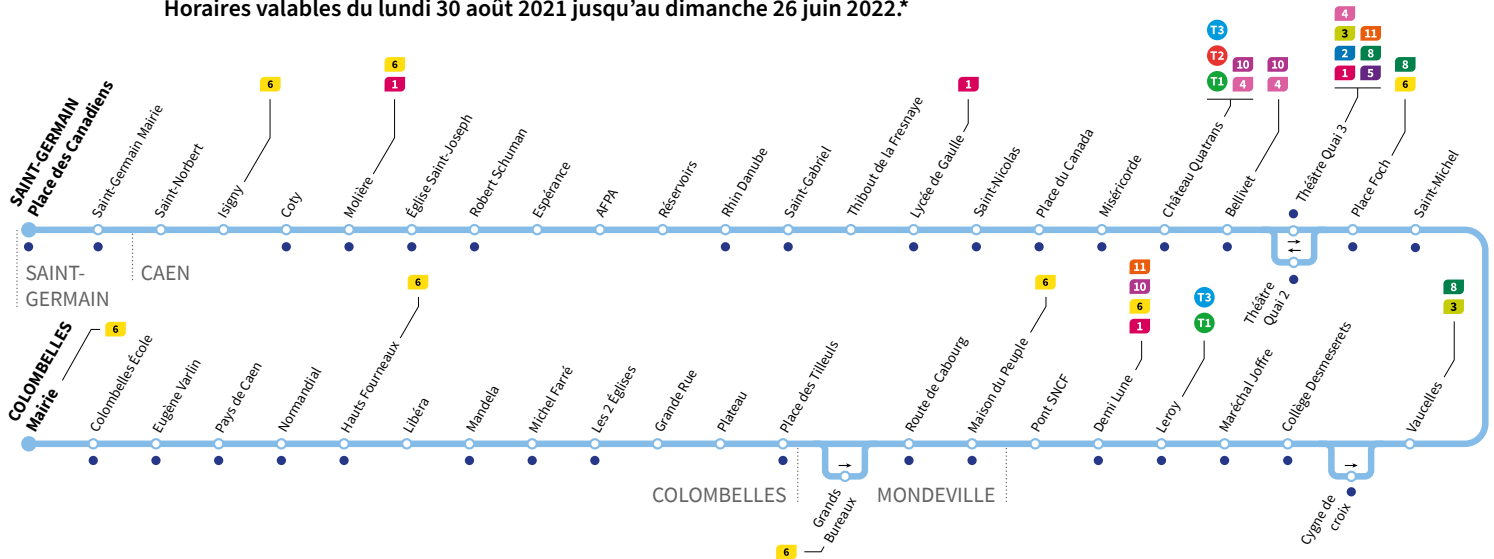 Horaires valables du lundi 30 août 2021 jusqu'au dimanche 26 juin 2022.*
SAINT-GERMAIN
Place des Canadiens
Saint-Germain Mairie
Saint-Norbert
Isigny
6
Coty
Molière
6
1
Église Saint-Joseph
Robert Schuman
Espérance
AFPA
Réservoirs
Rhin Danube
Saint-Gabriel
Thibout de la Fresnaye
Lycée de Gaulle
1
Saint-Nicolas
Place du Canada
Miséricorde
Château Quatrans
T3
T2
10
T1
4
Bellivet
10
4
Théâtre Quai 3
4
3 11
2 8
1 5
Place Foch
8
6
Saint-Michel
Théâtre
Quai 2
SAINT-
GERMAIN
CAEN
COLOMBELLES
Mairie
6
Colombelles École
Eugène Varlin
Pays de Caen
Normandial
Hauts Fourneaux
6
Libéra
Mandela
Michel Farré
Les 2 Églises
Grande Rue
Plateau
Place des Tilleuls
Grands
Bureaux
6
Route de Cabourg
Maison du Peuple
6
Pont SNCF
Demi Lune
11
10
6
1
Leroy
T3
T1
Maréchal Joffre
Collège Desmeserets
Cygne de
croix
Vaucelles
8
3
COLOMBELLES
MONDEVILLE